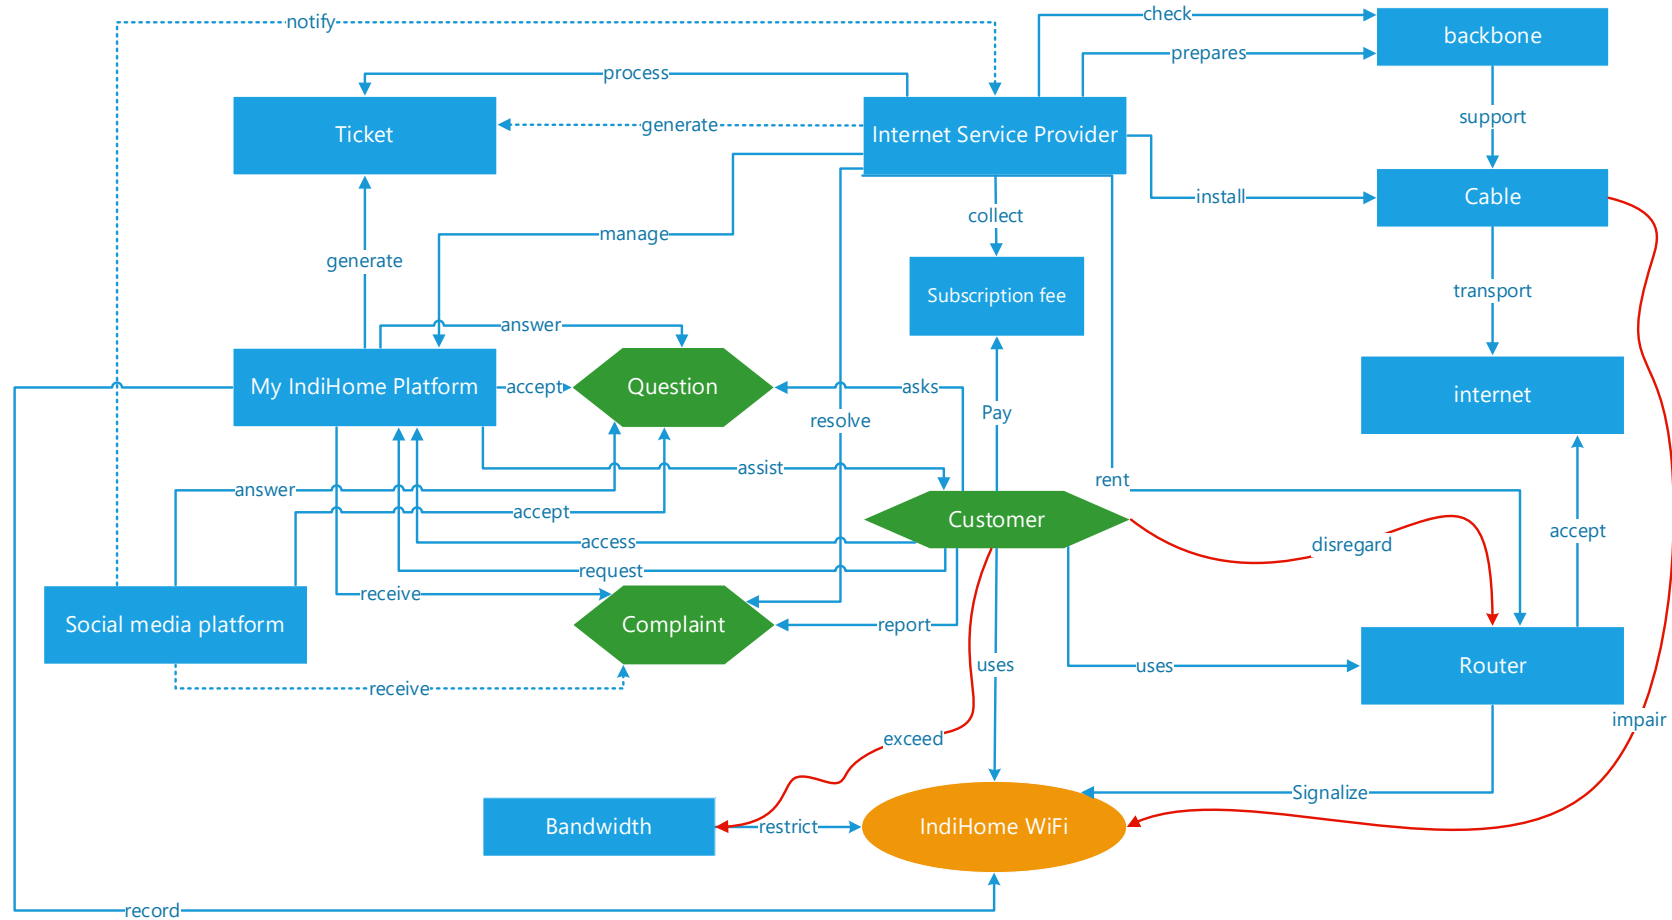 check
backbone
notify
prepares
process
Ticket
generate
Internet Service Provider
support
install
Cable
collect
manage
generate
Subscription fee
transport
answer
My IndiHome Platform
accept
Question
asks
Pay
internet
resolve
assist
rent
answer
accept
Customer
access
disregard
accept
request
receive
Social media platform
Complaint
report
uses
uses
Router
receive
impair
exceed
Signalize
Bandwidth
restrict
IndiHome WiFi
record